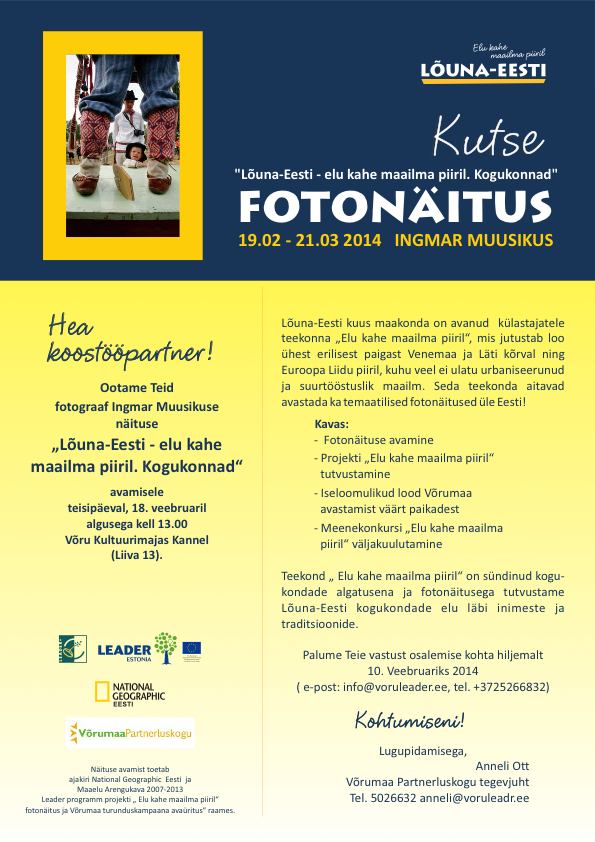 Elu kahe
maailma piiril
LÕUNA-EESTI
Kutse
"Lõuna-Eesti - elu kahe maailma piiril. Kogukonnad"
FOTONÄITUS
19.02 - 21.03 2014 INGMAR MUUSIKUS
Hea
koostööpartner!
Ootame Teid
fotograaf Ingmar Muusikuse
näituse
„Lõuna-Eesti - elu kahe
maailma piiril. Kogukonnad“
avamisele
teisipäeval, 18. veebruaril
algusega kell 13.00
Võru Kultuurimajas Kannel
(Liiva 13).
LEADER
ESTONIA
NATIONAL
GEOGRAPHIC
EESTI
VõrumaaPartnerluskogu
Näituse avamist toetab
ajakiri National Geographic Eesti ja
Maaelu Arengukava 2007-2013
Leader programm projekti „ Elu kahe maailma piiril“
fotonäitus ja Võrumaa turunduskampaana avaüritus“ raames.
Lõuna-Eesti kuus maakonda on avanud külastajatele
teekonna „Elu kahe maailma piiril“, mis jutustab loo
ühest erilisest paigast Venemaa ja Läti kõrval ning
Euroopa Liidu piiril, kuhu veel ei ulatu urbaniseerunud
ja suurtööstuslik maailm. Seda teekonda aitavad
avastada ka temaatilised fotonäitused üle Eesti!
Kavas:
- Fotonäituse avamine
- Projekti „Elu kahe maailma piiril“
tutvustamine
- Iseloomulikud lood Võrumaa
avastamist väärt paikadest
- Meenekonkursi „Elu kahe maailma
piiril“ väljakuulutamine
Teekond „ Elu kahe maailma piiril“ on sündinud kogu-
kondade algatusena ja fotonäitusega tutvustame
Lõuna-Eesti kogukondade elu läbi inimeste ja
traditsioonide.
Palume Teie vastust osalemise kohta hiljemalt
10. Veebruariks 2014
( e-post: info@voruleader.ee, tel. +3725266832)
Kohtumiseni!
Lugupidamisega,
Anneli Ott
Võrumaa Partnerluskogu tegevjuht
Tel. 5026632 anneli@voruleadr.ee